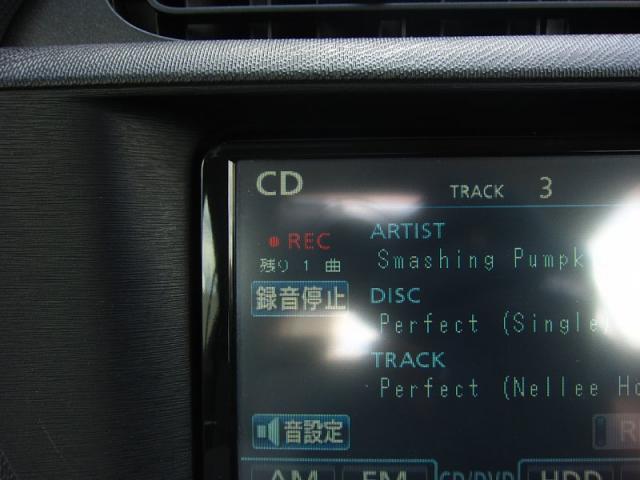 CD
TRACK 3
ARTIST
● REC
残り 1 曲
Smashing Pumpk
録音停止
DISC
Perfect (Single)
TRACK
Perfect (Nellee Ho
音設定
R
AM FM CD/DVD HDD